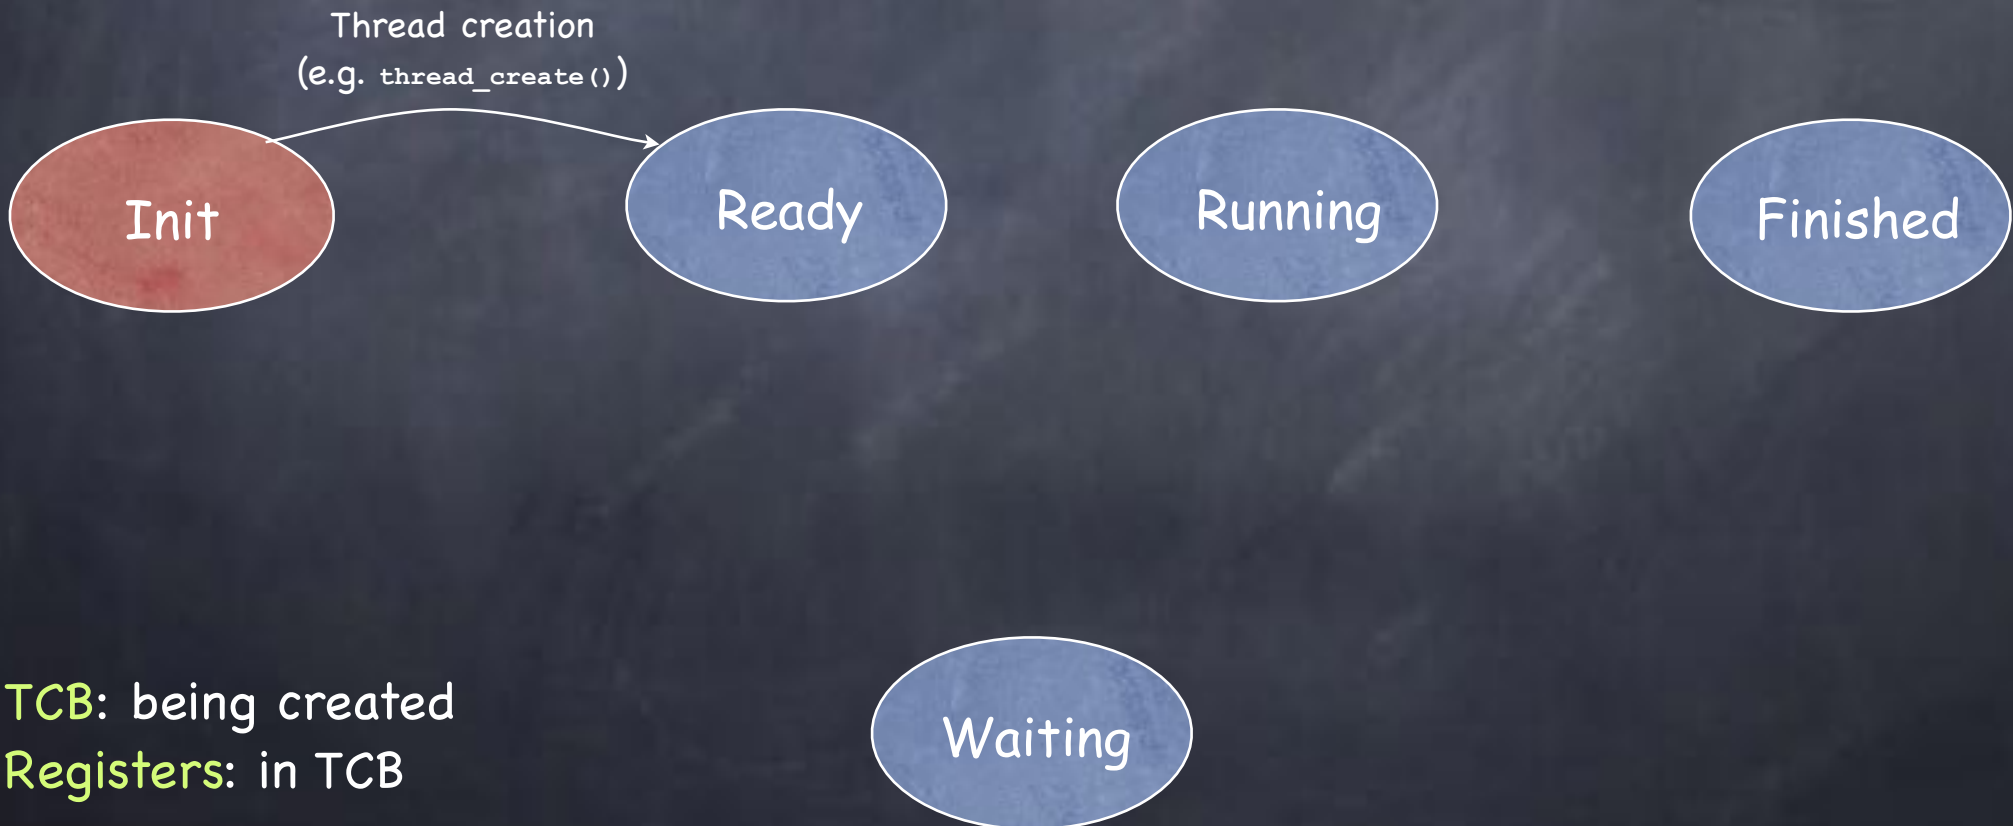 Thread creation
(e.g. thread_create())
Init
Ready
Running
Finished
Waiting
TCB: being created
Registers: in TCB